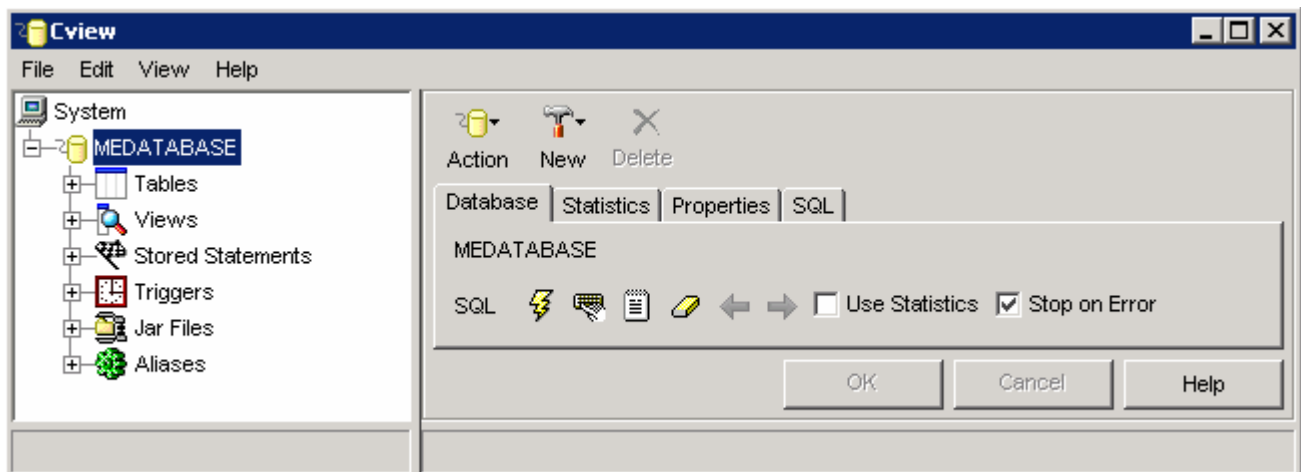 Cview
File Edit View Help
System
MEDATABASE
Tables
Views
Stored Statements
Triggers
Jar Files
Aliases
Action New Delete
Database Statistics Properties SQL
MEDATABASE
SQL Use Statistics Stop on Error
OK Cancel Help